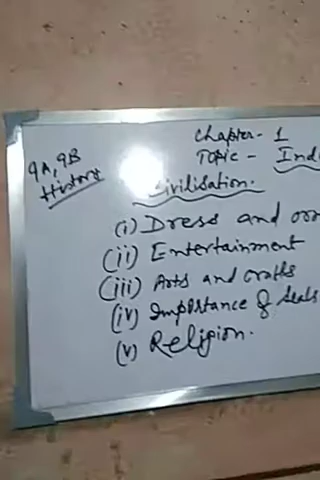 9A, 9B
History
Chapter - 1
Topic - Ind
Civilisation.
(i) Dress and orn
(ii) Entertainment
(iii) Arts and crafts
(iv) Importance of Seals
(v) Religion.